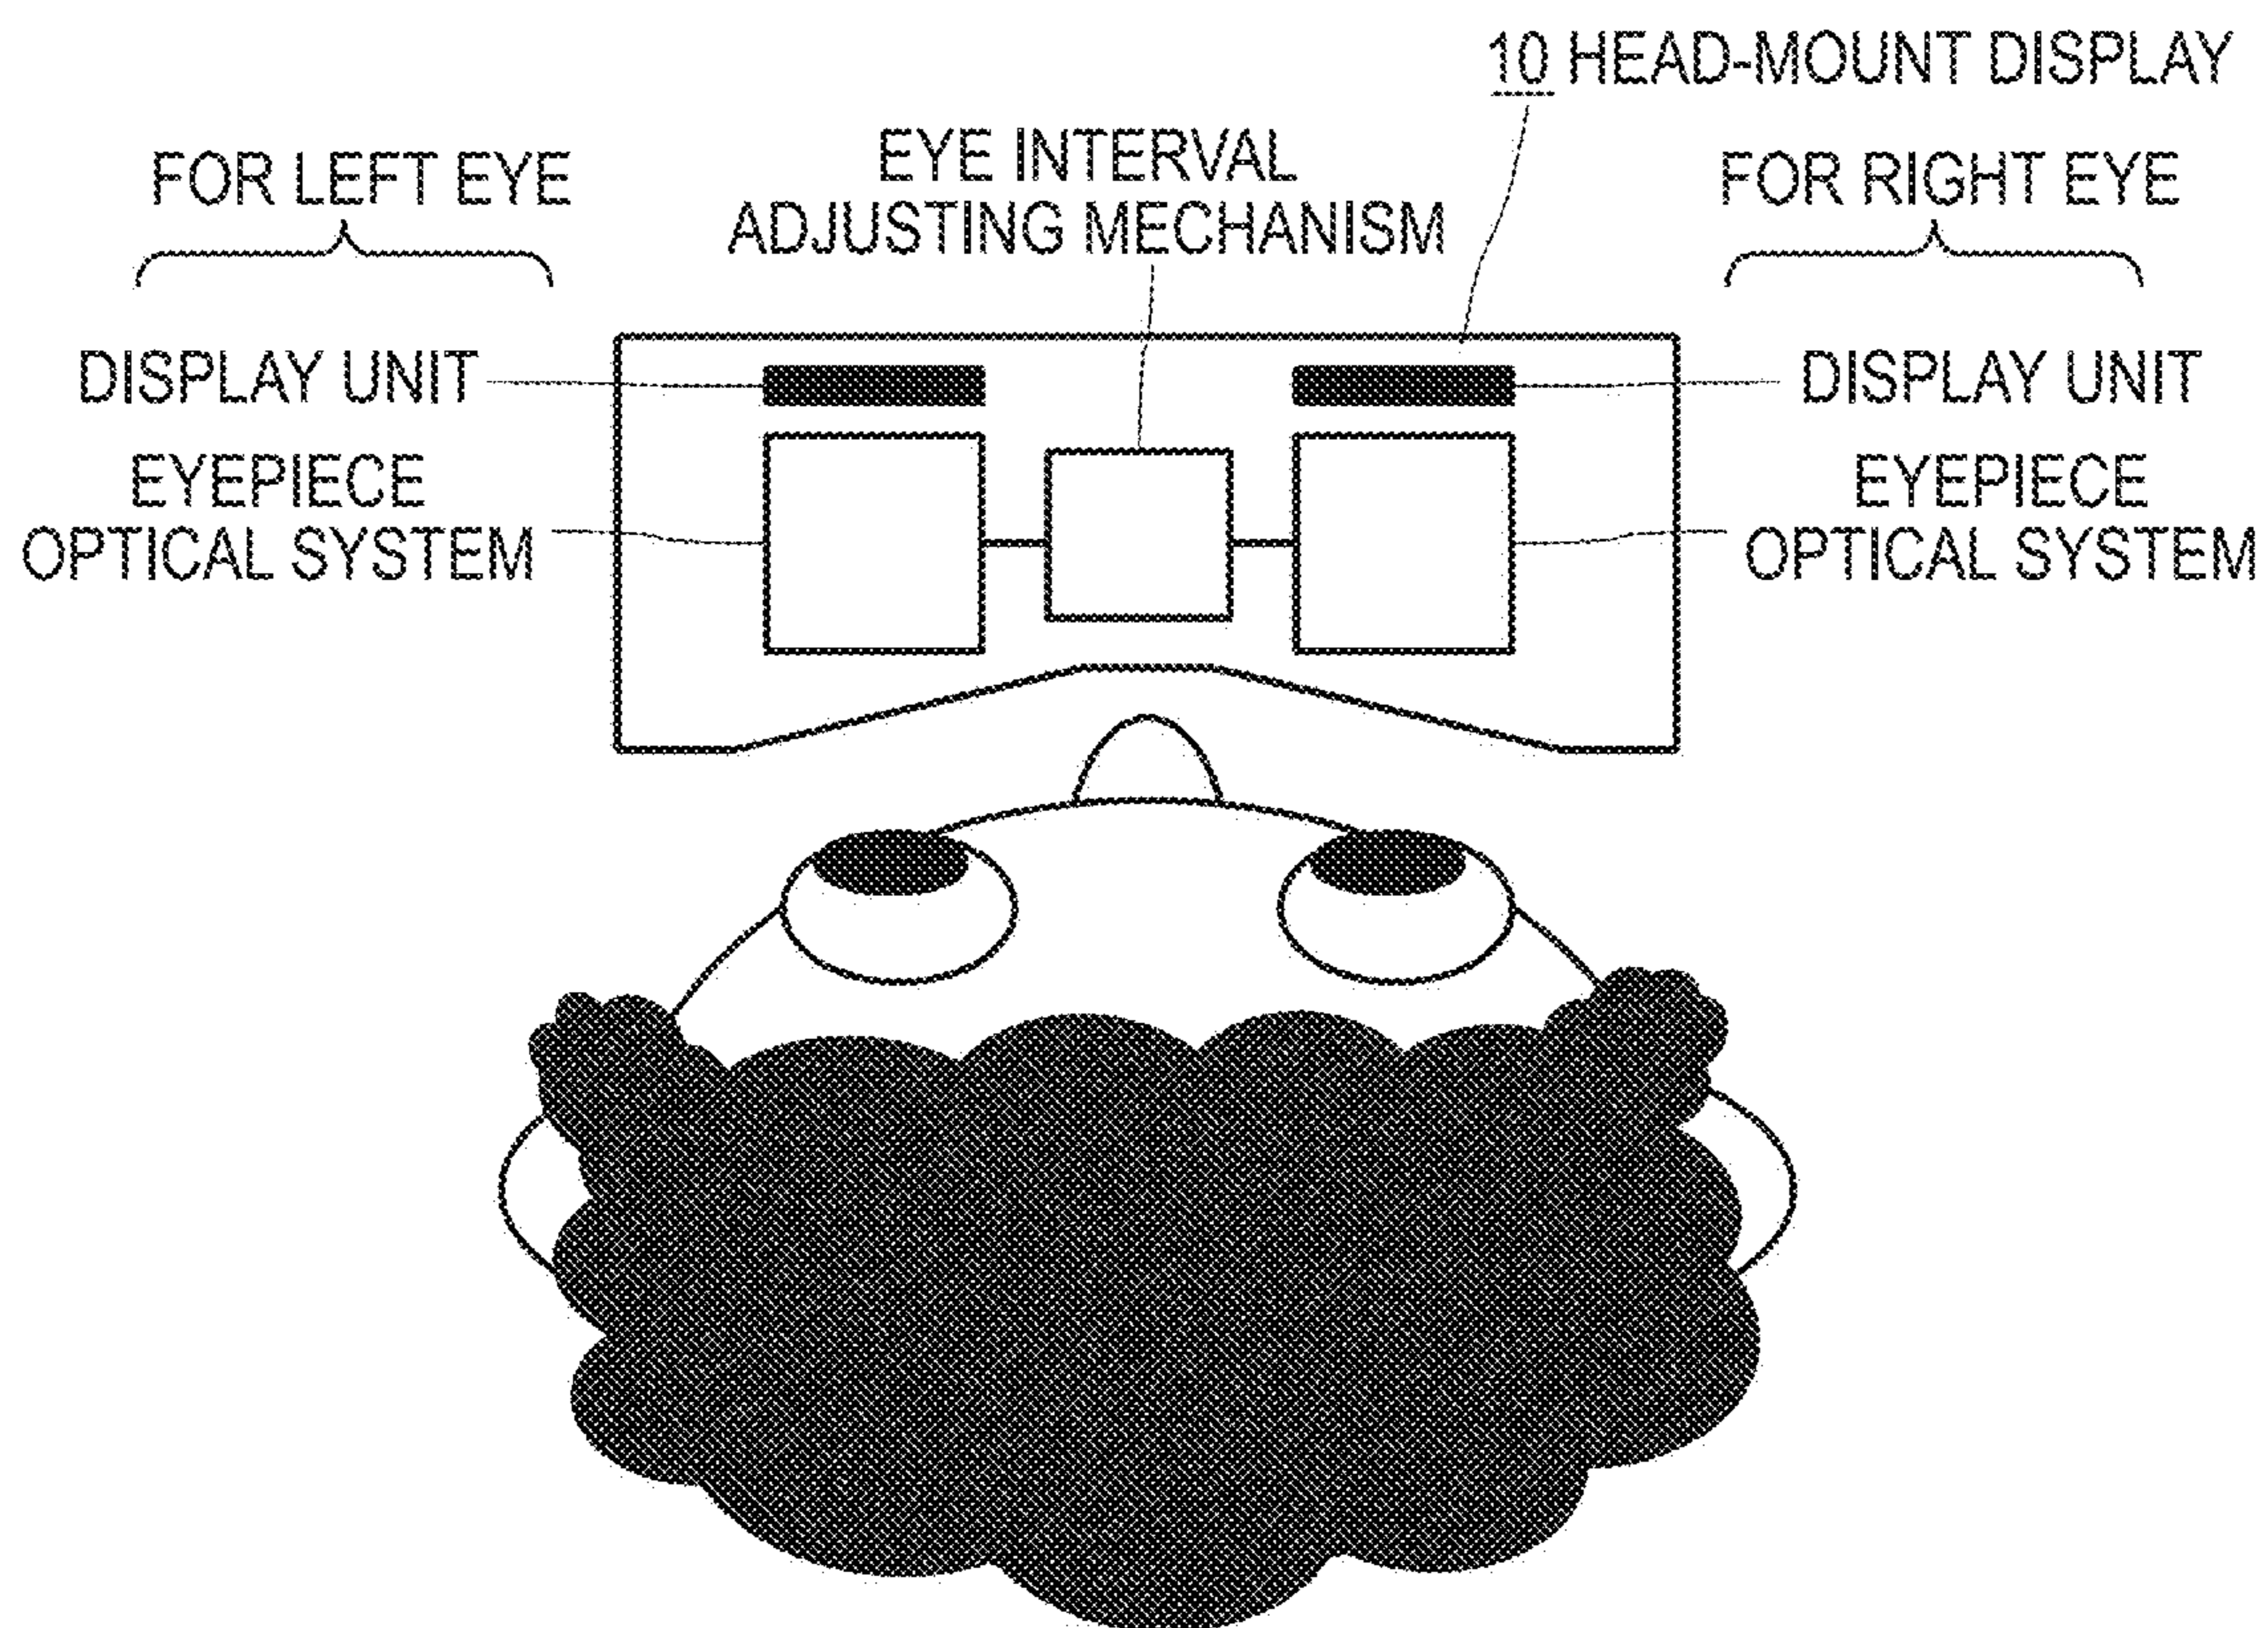 10 HEAD-MOUNT DISPLAY
FOR LEFT EYE
EYE INTERVAL
ADJUSTING MECHANISM
FOR RIGHT EYE
DISPLAY UNIT
EYEPIECE
OPTICAL SYSTEM
DISPLAY UNIT
EYEPIECE
OPTICAL SYSTEM